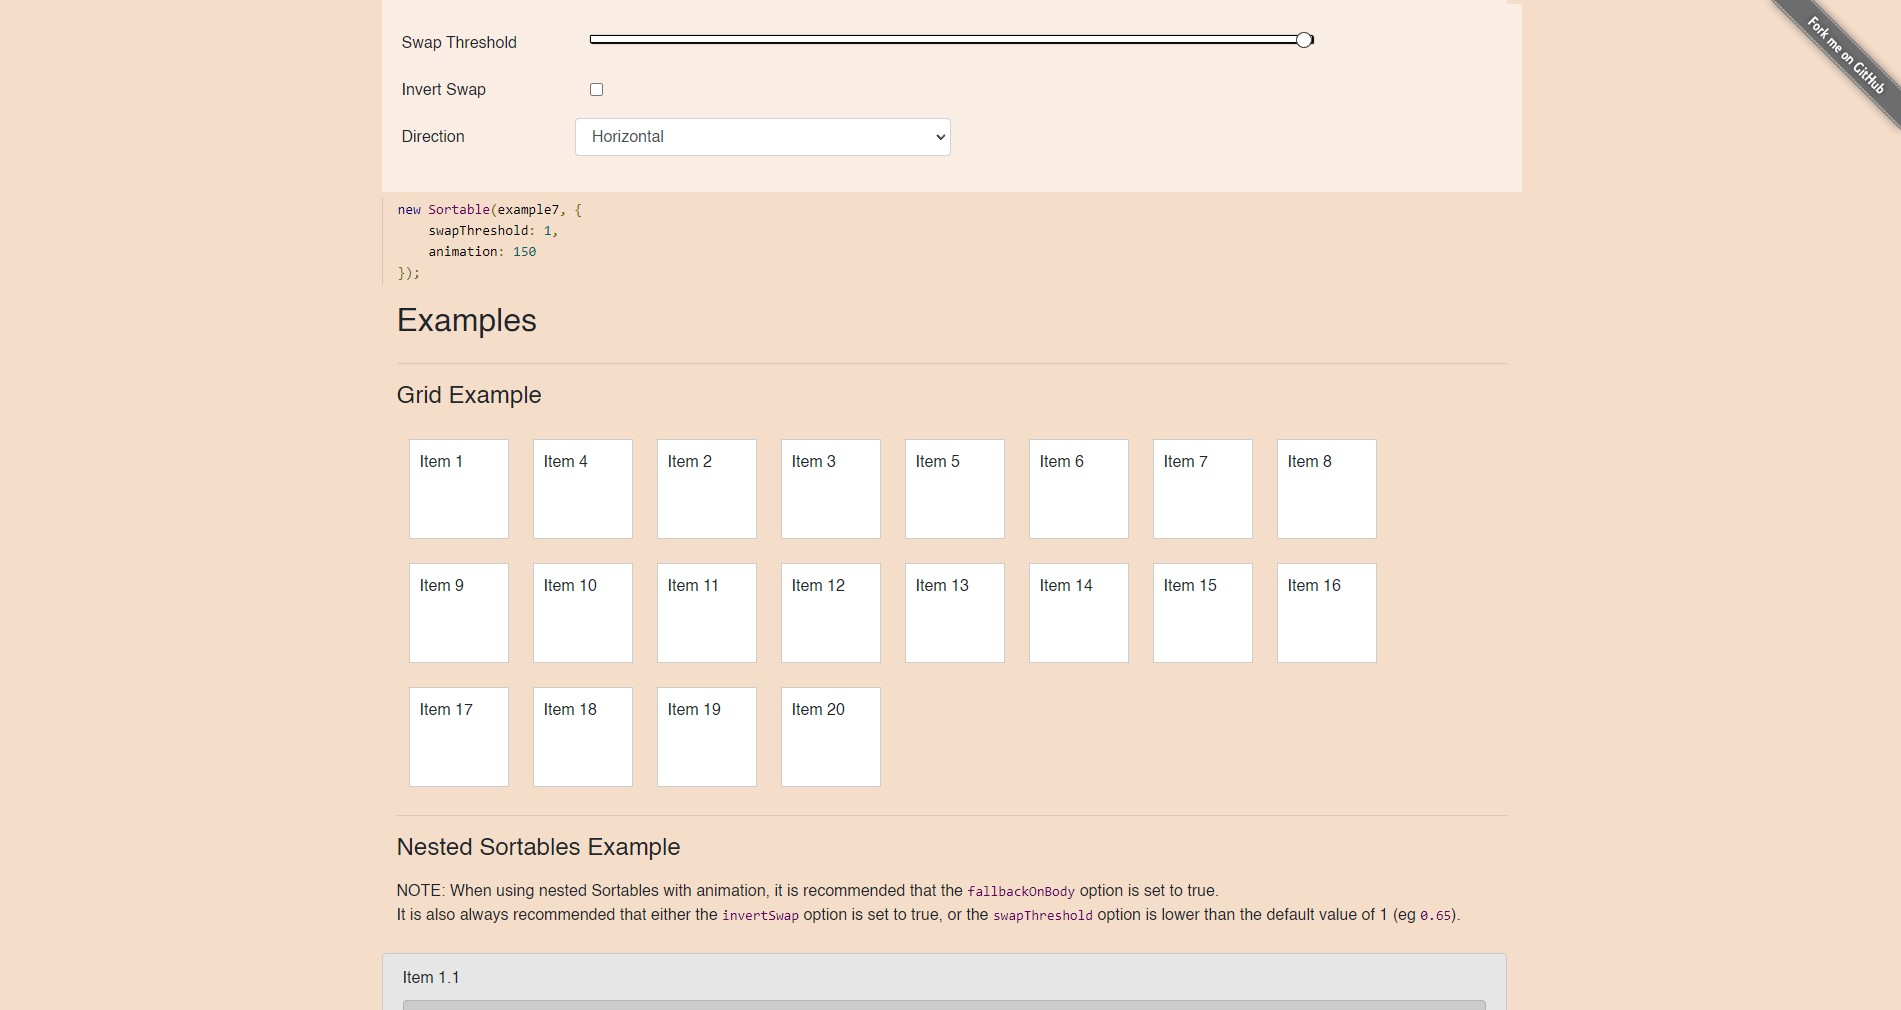 Fork me on GitHub
Swap Threshold
Invert Swap
Direction
Horizontal
new Sortable(example7, {
    swapThreshold: 1,
    animation: 150
});
Examples
Grid Example
Item 1 Item 4 Item 2 Item 3 Item 5 Item 6 Item 7 Item 8
Item 9 Item 10 Item 11 Item 12 Item 13 Item 14 Item 15 Item 16
Item 17 Item 18 Item 19 Item 20
Nested Sortables Example
NOTE: When using nested Sortables with animation, it is recommended that the fallbackOnBody option is set to true.
It is also always recommended that either the invertSwap option is set to true, or the swapThreshold option is lower than the default value of 1 (eg 0.65).
Item 1.1